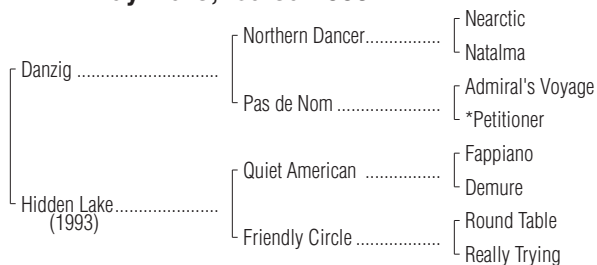 Nearctic
Northern Dancer
Natalma
Danzig
Admiral's Voyage
Pas de Nom
*Petitioner
Fappiano
Quiet American
Demure
Hidden Lake
(1993)
Round Table
Friendly Circle
Really Trying